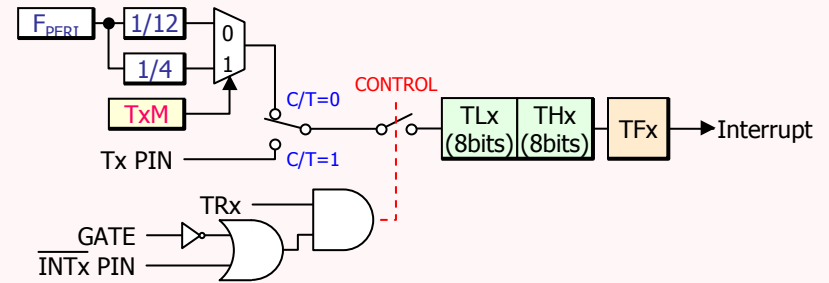 F_PERI
1/12
0
1/4
1
TxM
C/T=0
CONTROL
TLx
(8bits)
THx
(8bits)
TFx
Interrupt
Tx PIN
C/T=1
TRx
GATE
INTx PIN